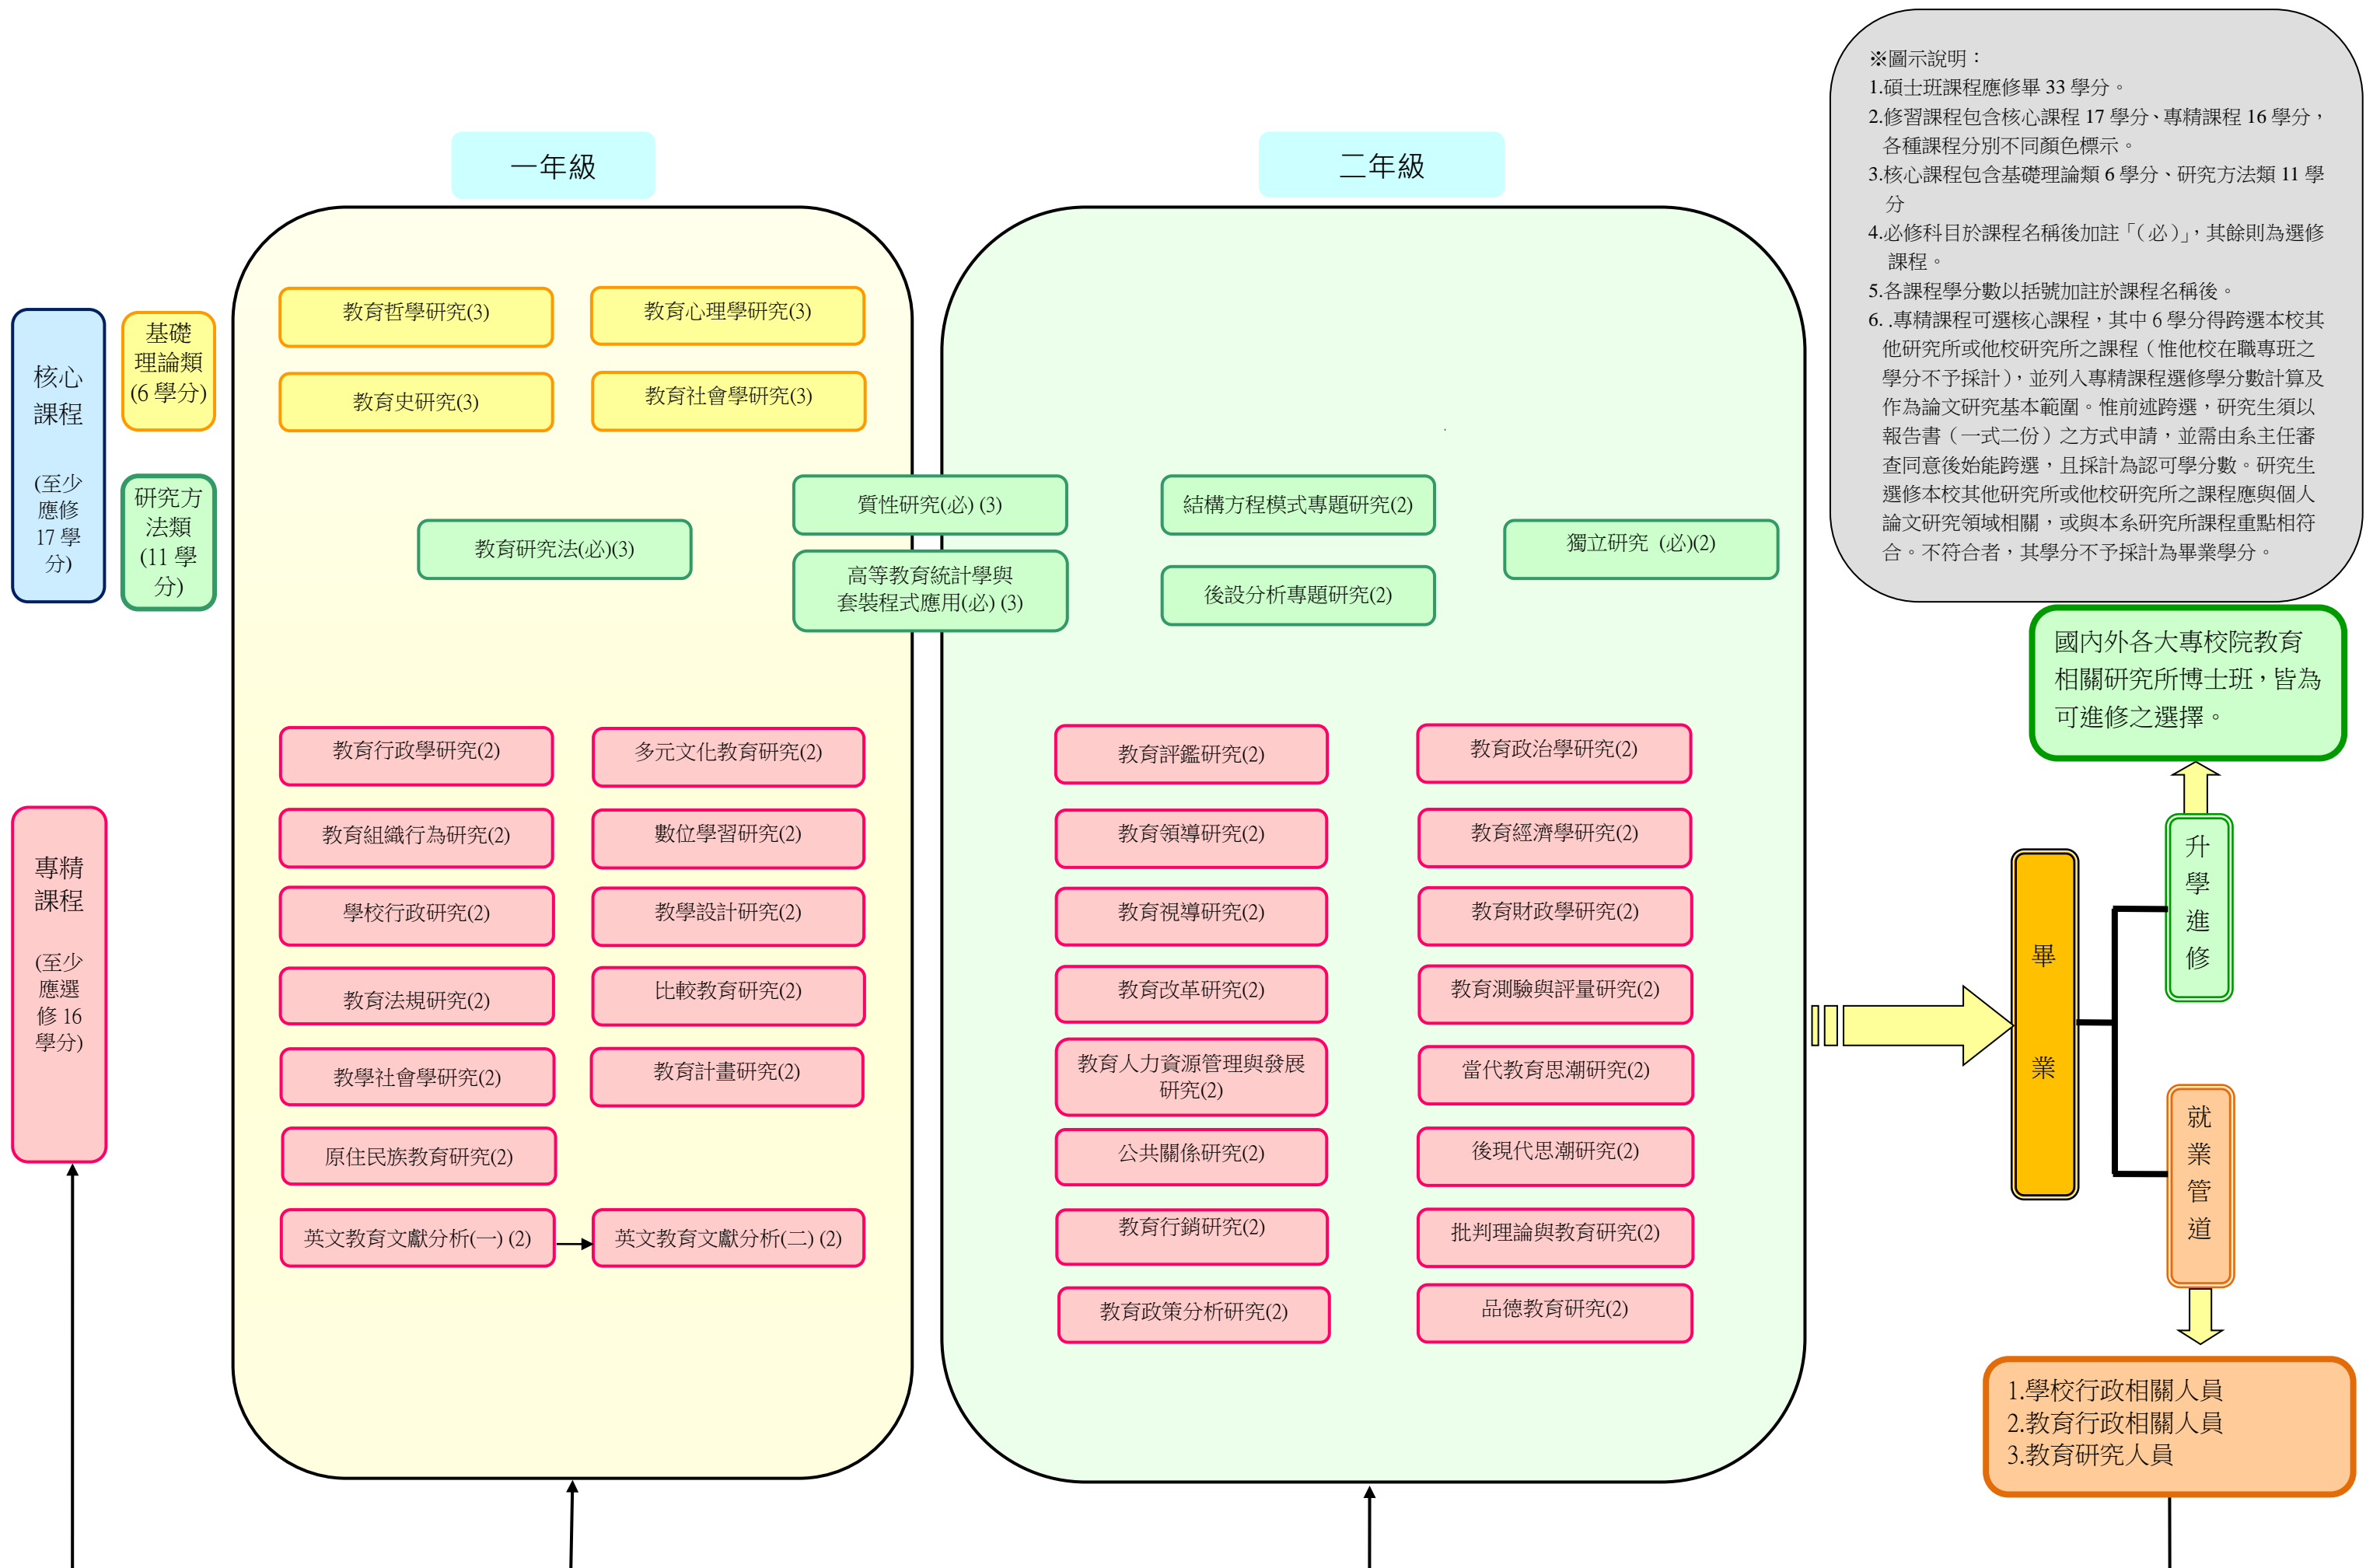 ※圖示說明：
1.碩士班課程應修畢 33 學分。
2.修習課程包含核心課程 17 學分、專精課程 16 學分，
各種課程分別不同顏色標示。
3.核心課程包含基礎理論類 6 學分、研究方法類 11 學
分
4.必修科目於課程名稱後加註「（必）」，其餘則為選修
課程。
5.各課程學分數以括號加註於課程名稱後。
6. .專精課程可選核心課程，其中 6 學分得跨選本校其
他研究所或他校研究所之課程（惟他校在職專班之
學分不予採計），並列入專精課程選修學分數計算及
作為論文研究基本範圍。惟前述跨選，研究生須以
報告書（一式二份）之方式申請，並需由系主任審
查同意後始能跨選，且採計為認可學分數。研究生
選修本校其他研究所或他校研究所之課程應與個人
論文研究領域相關，或與本系研究所課程重點相符
合。不符合者，其學分不予採計為畢業學分。
一年級
二年級
核心
課程
(至少
應修
17 學
分)
基礎
理論類
(6 學分)
研究方
法類
(11 學
分)
教育哲學研究(3)
教育心理學研究(3)
教育史研究(3)
教育社會學研究(3)
教育研究法(必)(3)
質性研究(必) (3)
高等教育統計學與
套裝程式應用(必) (3)
結構方程模式專題研究(2)
後設分析專題研究(2)
獨立研究 (必)(2)
專精
課程
(至少
應選
修 16
學分)
教育行政學研究(2)
多元文化教育研究(2)
教育組織行為研究(2)
數位學習研究(2)
學校行政研究(2)
教學設計研究(2)
教育法規研究(2)
比較教育研究(2)
教學社會學研究(2)
教育計畫研究(2)
原住民族教育研究(2)
英文教育文獻分析(一) (2)
英文教育文獻分析(二) (2)
教育評鑑研究(2)
教育政治學研究(2)
教育領導研究(2)
教育經濟學研究(2)
教育視導研究(2)
教育財政學研究(2)
教育改革研究(2)
教育測驗與評量研究(2)
教育人力資源管理與發展
研究(2)
當代教育思潮研究(2)
公共關係研究(2)
後現代思潮研究(2)
教育行銷研究(2)
批判理論與教育研究(2)
教育政策分析研究(2)
品德教育研究(2)
畢
業
國內外各大專校院教育
相關研究所博士班，皆為
可進修之選擇。
升
學
進
修
就
業
管
道
1.學校行政相關人員
2.教育行政相關人員
3.教育研究人員